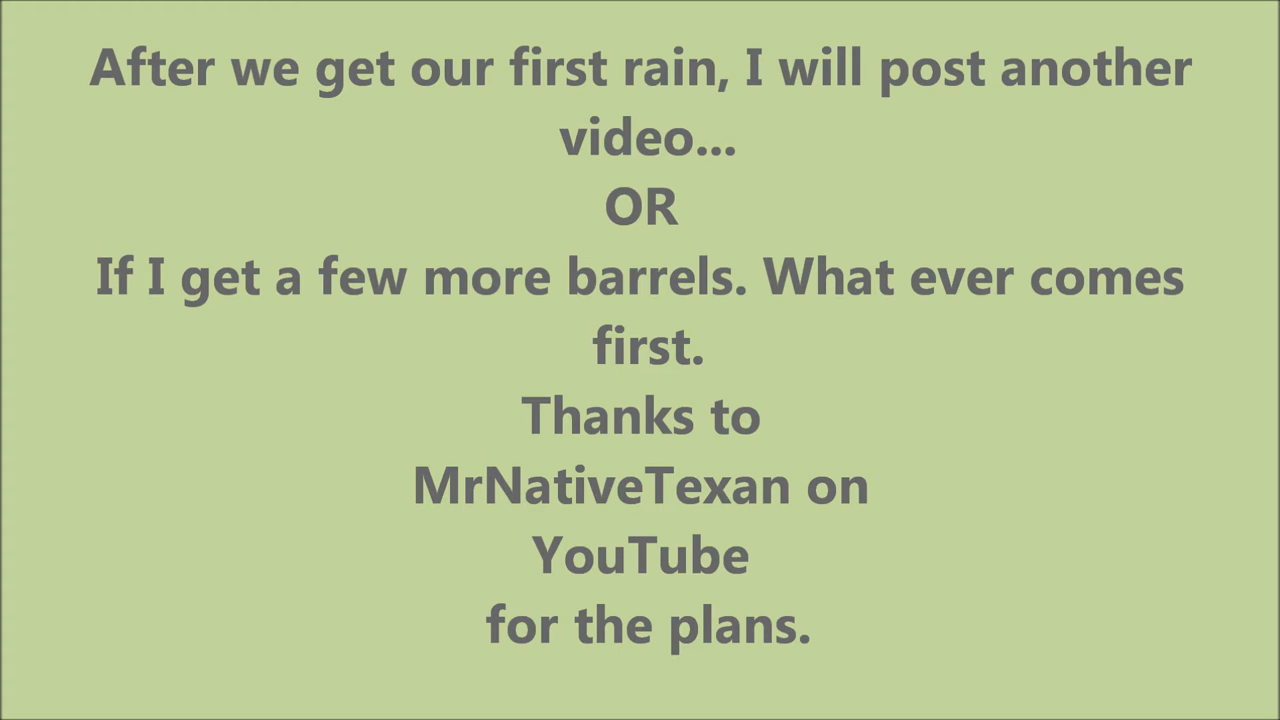 After we get our first rain, I will post another
video...
OR
If I get a few more barrels. What ever comes
first.
Thanks to
MrNativeTexan on
YouTube
for the plans.